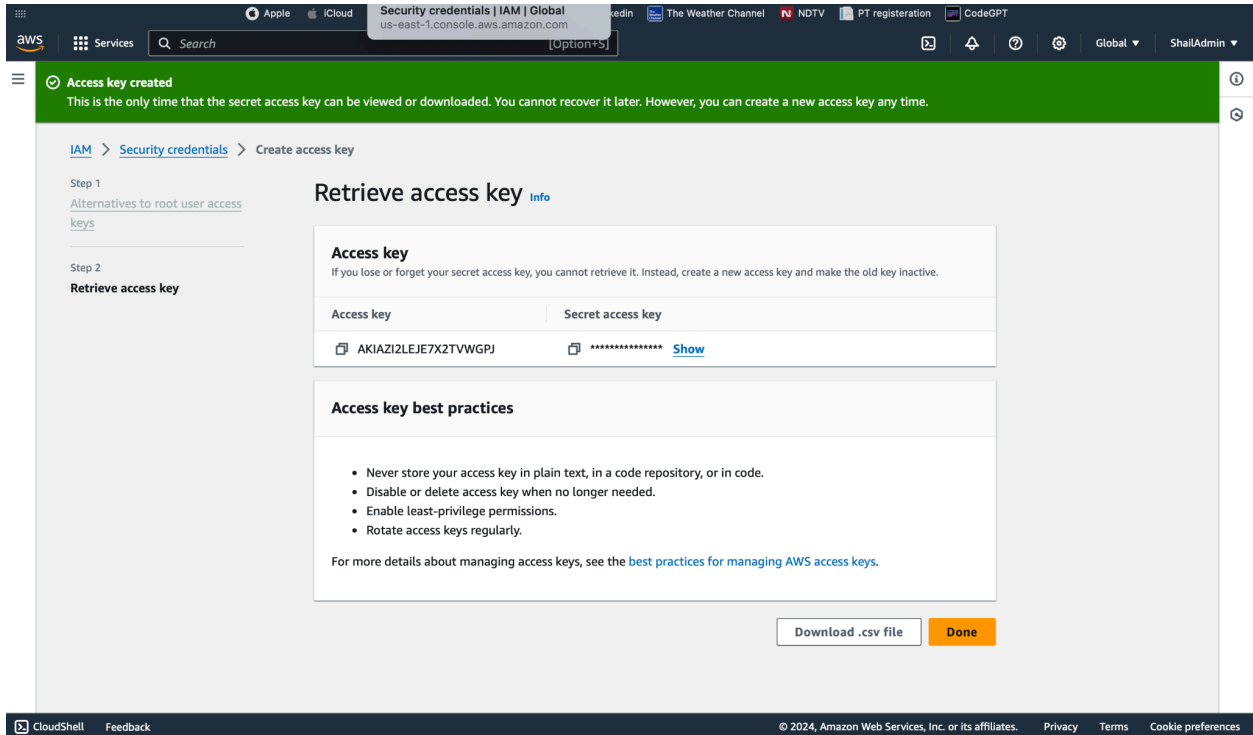 Apple
iCloud
Security credentials | IAM | Global
us-east-1.console.aws.amazon.com
kedin
The Weather Channel
NDTV
PT registeration
CodeGPT
aws
Services
Search
[Option+S]
Global
ShailAdmin
Access key created
This is the only time that the secret access key can be viewed or downloaded. You cannot recover it later. However, you can create a new access key any time.
IAM > Security credentials > Create access key
Step 1
Alternatives to root user access
keys
Step 2
Retrieve access key
Retrieve access key Info
Access key
If you lose or forget your secret access key, you cannot retrieve it. Instead, create a new access key and make the old key inactive.
Access key
Secret access key
AKIAZI2LEJE7X2TVWGPJ
*************** Show
Access key best practices
• Never store your access key in plain text, in a code repository, or in code.
• Disable or delete access key when no longer needed.
• Enable least-privilege permissions.
• Rotate access keys regularly.
For more details about managing access keys, see the best practices for managing AWS access keys.
Download .csv file
Done
CloudShell
Feedback
© 2024, Amazon Web Services, Inc. or its affiliates.
Privacy
Terms
Cookie preferences